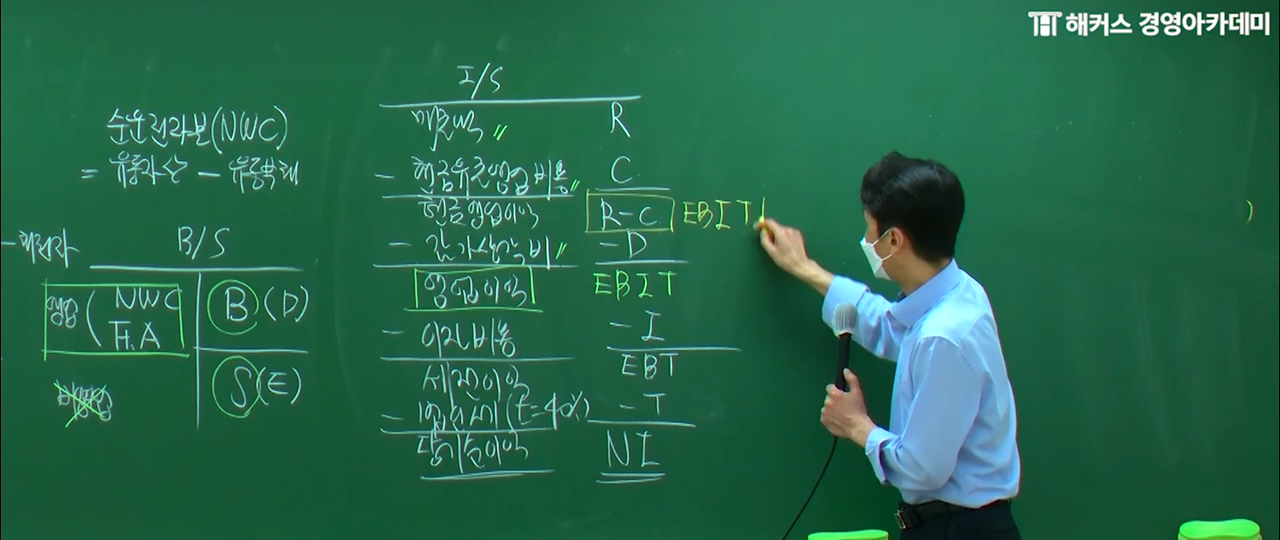 해커스 경영아카데미
순운전자본(NWC)
= 유동자산 - 유동부채
B/S
영업 ( NWC
F.A
B (D)
S (E)
I/S
매출액 〃 R
- 현금유출영업비용 〃 C
현금영업이익 R-C EBIT
- 감가상각비 〃 -D
영업이익 EBIT
- 이자비용 -I
세전이익 EBT
- 법인세 (t=40%) -T
당기순이익 NI